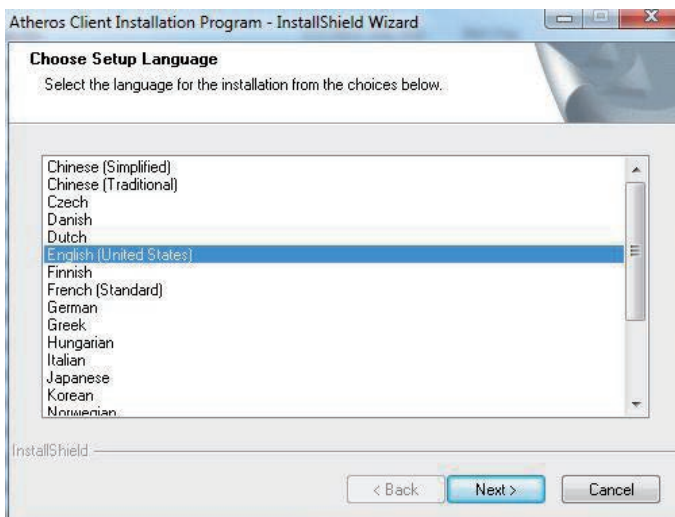 Atheros Client Installation Program - InstallShield Wizard
Choose Setup Language
Select the language for the installation from the choices below.
Chinese (Simplified)
Chinese (Traditional)
Czech
Danish
Dutch
English (United States)
Finnish
French (Standard)
German
Greek
Hungarian
Italian
Japanese
Korean
Norwegian
InstallShield
< Back Next > Cancel